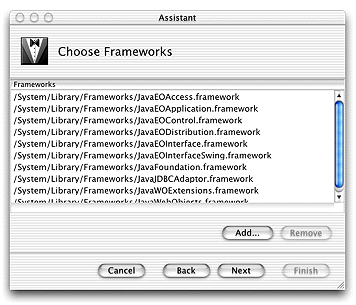 Assistant
Choose Frameworks
Frameworks
/System/Library/Frameworks/JavaEOAccess.framework
/System/Library/Frameworks/JavaEOApplication.framework
/System/Library/Frameworks/JavaEOControl.framework
/System/Library/Frameworks/JavaEODistribution.framework
/System/Library/Frameworks/JavaEOInterface.framework
/System/Library/Frameworks/JavaEOInterfaceSwing.framework
/System/Library/Frameworks/JavaFoundation.framework
/System/Library/Frameworks/JavaJDBCAdaptor.framework
/System/Library/Frameworks/JavaWOExtensions.framework
/System/Library/Frameworks/JavaWebObjects.framework
Add... Remove
Cancel Back Next Finish